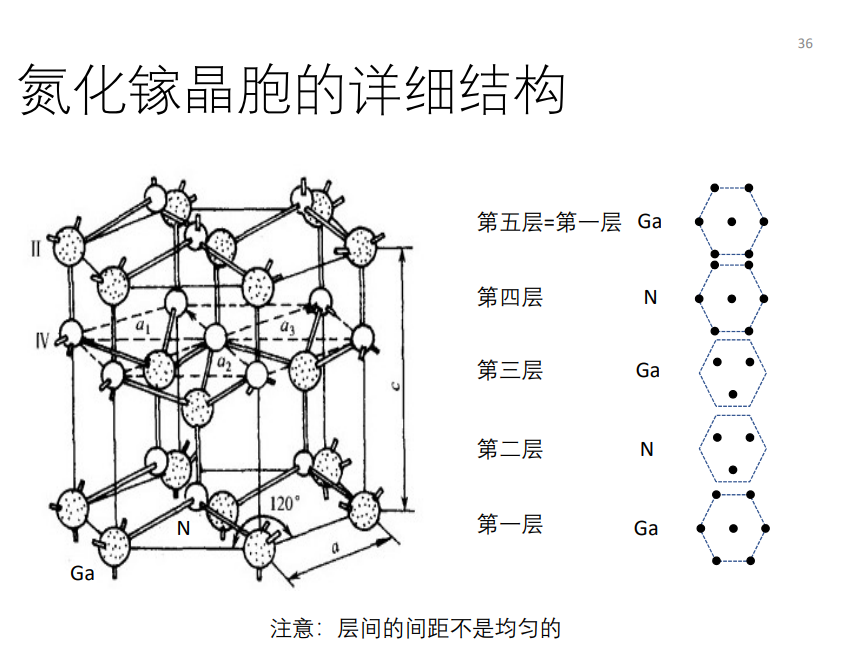 36
氮化镓晶胞的详细结构
II
IV
a1
a3
a2
c
120°
a
N
Ga
第五层=第一层 Ga
第四层 N
第三层 Ga
第二层 N
第一层 Ga
注意：层间的间距不是均匀的